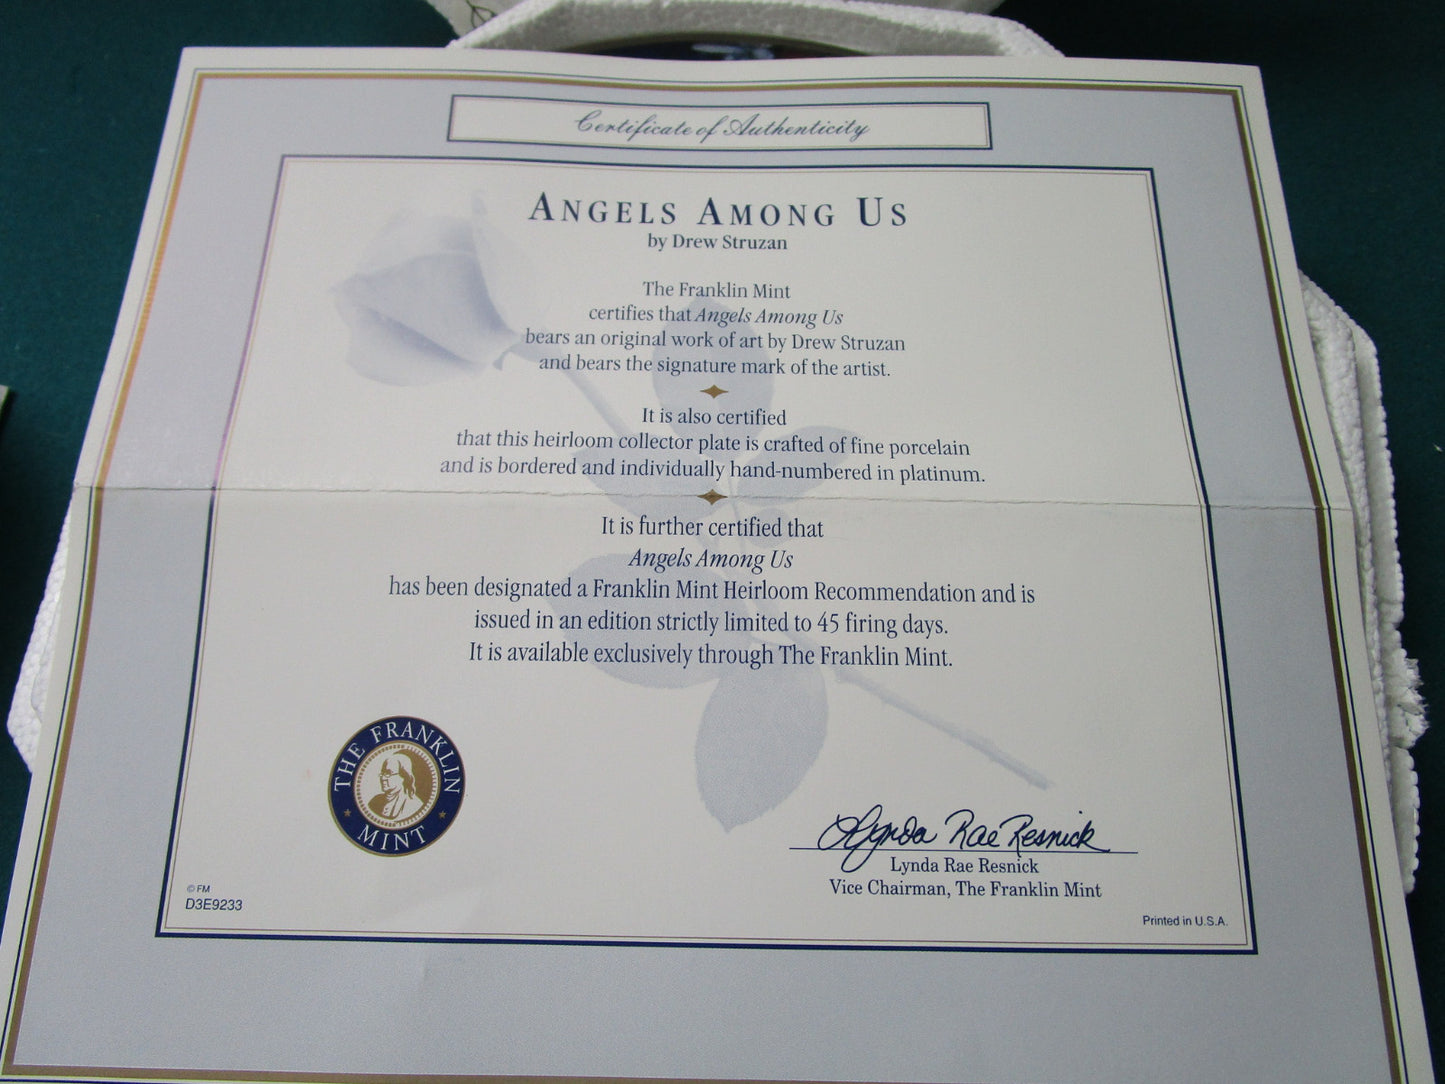 Certificate of Authenticity
ANGELS AMONG US
by Drew Struzan
The Franklin Mint
certifies that Angels Among Us
bears an original work of art by Drew Struzan
and bears the signature mark of the artist.
It is also certified
that this heirloom collector plate is crafted of fine porcelain
and is bordered and individually hand-numbered in platinum.
It is further certified that
Angels Among Us
has been designated a Franklin Mint Heirloom Recommendation and is
issued in an edition strictly limited to 45 firing days.
It is available exclusively through The Franklin Mint.
THE FRANKLIN
MINT
Lynda Rae Resnick
Lynda Rae Resnick
Vice Chairman, The Franklin Mint
© FM
D3E9233
Printed in U.S.A.